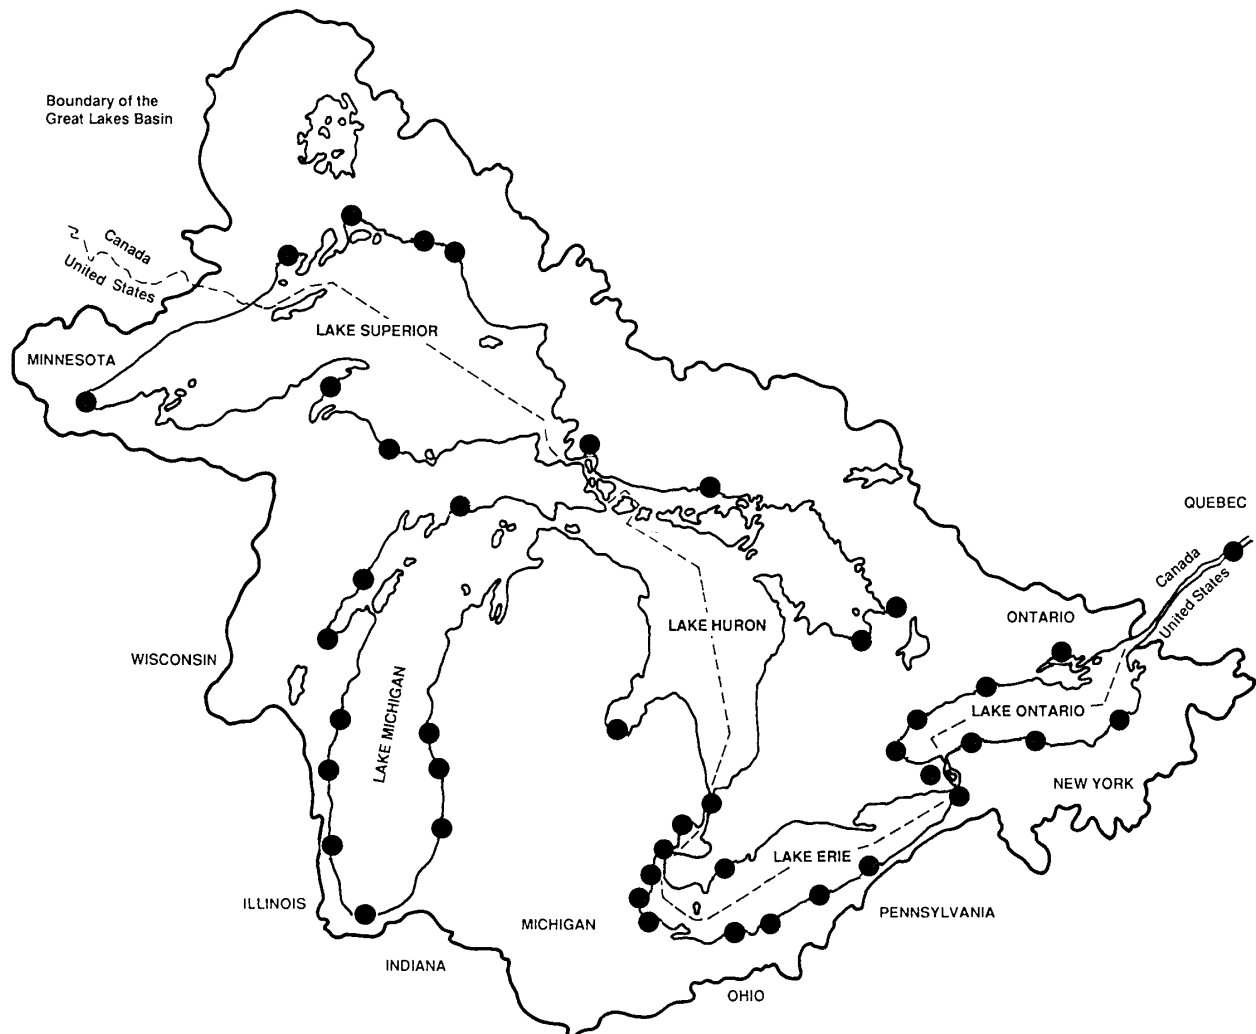 Boundary of the
Great Lakes Basin
Canada
United States
LAKE SUPERIOR
MINNESOTA
QUEBEC
Canada
United States
ONTARIO
LAKE HURON
WISCONSIN
LAKE MICHIGAN
LAKE ONTARIO
NEW YORK
LAKE ERIE
ILLINOIS
MICHIGAN
PENNSYLVANIA
INDIANA
OHIO